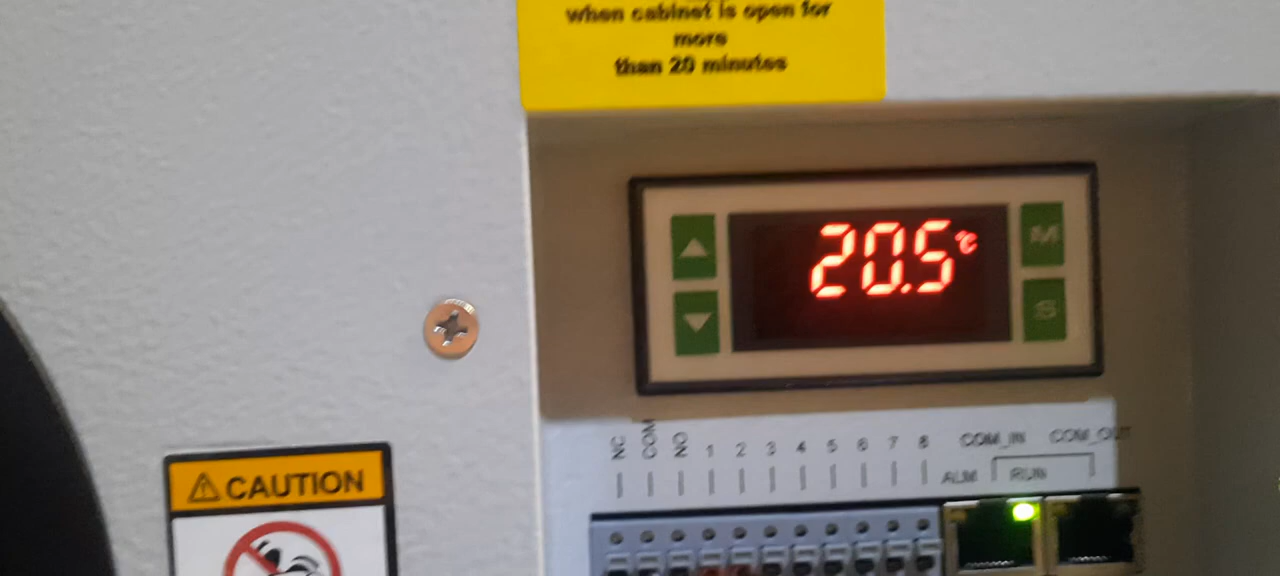 when cabinet is open for
more
than 20 minutes
20.5°C
M
S
NC COM NO 1 2 3 4 5 6 7 8 COM_IN COM_OUT
ALM RUN
⚠ CAUTION